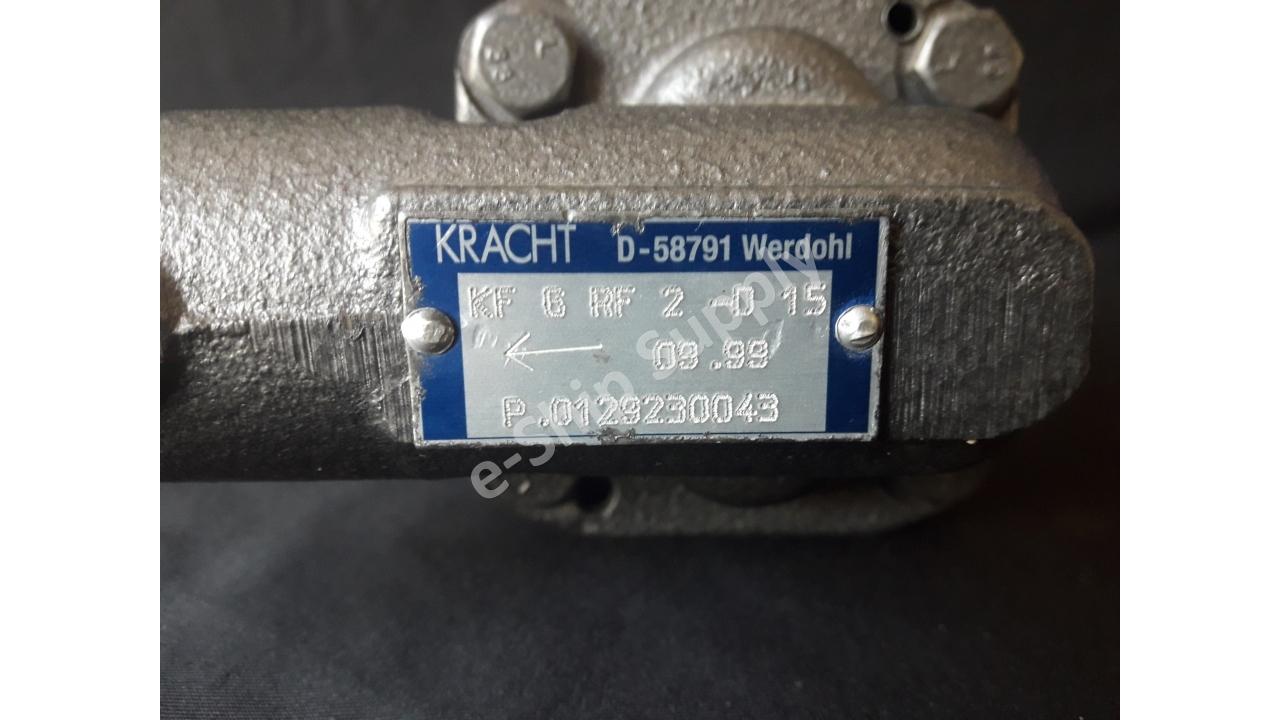 KRACHT D-58791 Werdohl
KF 6 RF 2 -D 15
09.99
P.0129230043
e-Ship Supply